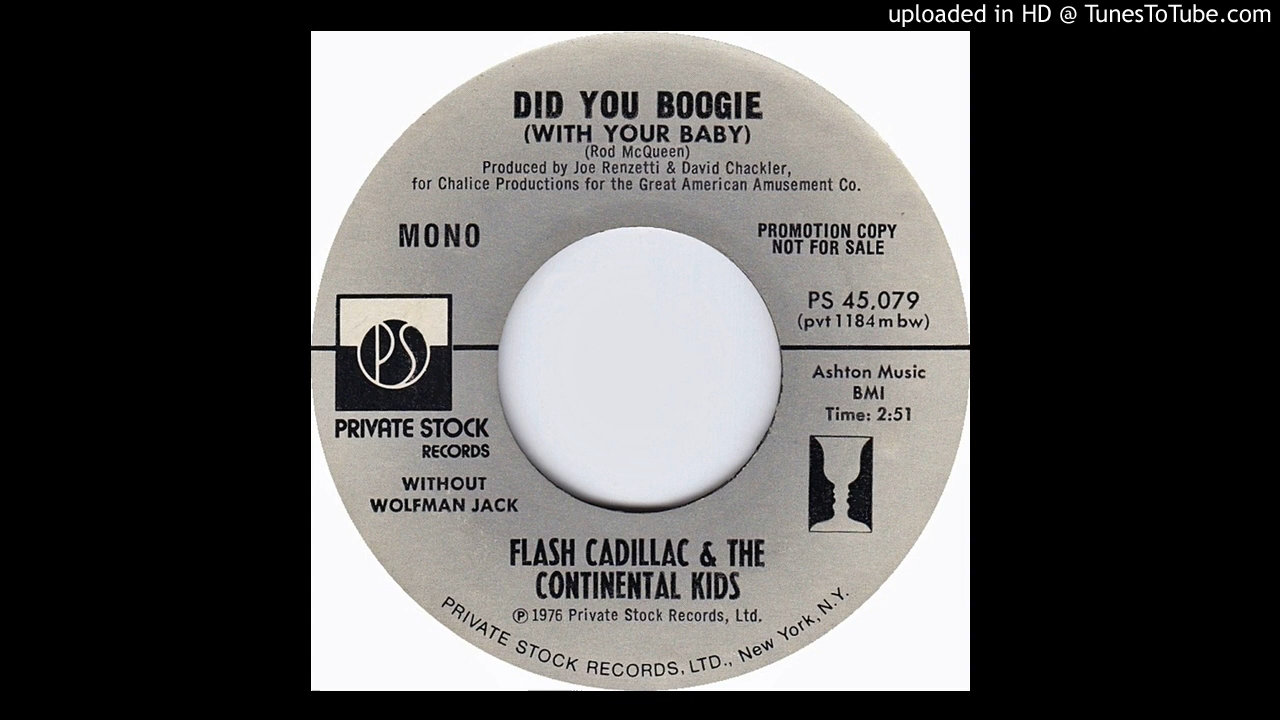 uploaded in HD @ TunesToTube.com
DID YOU BOOGIE
(WITH YOUR BABY)
(Rod McQueen)
Produced by Joe Renzetti & David Chackler,
for Chalice Productions for the Great American Amusement Co.
MONO
PROMOTION COPY
NOT FOR SALE
PS 45,079
(pvt 1184 m bw)
PS
PRIVATE STOCK
RECORDS
WITHOUT
WOLFMAN JACK
Ashton Music
BMI
Time: 2:51
FLASH CADILLAC & THE
CONTINENTAL KIDS
℗ 1976 Private Stock Records, Ltd.
PRIVATE STOCK RECORDS, LTD., New York, N.Y.